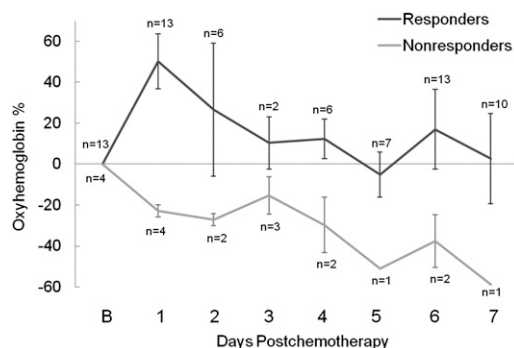 Responders
Nonresponders
Oxyhemoglobin %
60
40
20
0
-20
-40
-60
n=13
n=13
n=6
n=2
n=6
n=7
n=13
n=10
n=4
n=4
n=2
n=3
n=2
n=1
n=2
n=1
B 1 2 3 4 5 6 7
Days Postchemotherapy